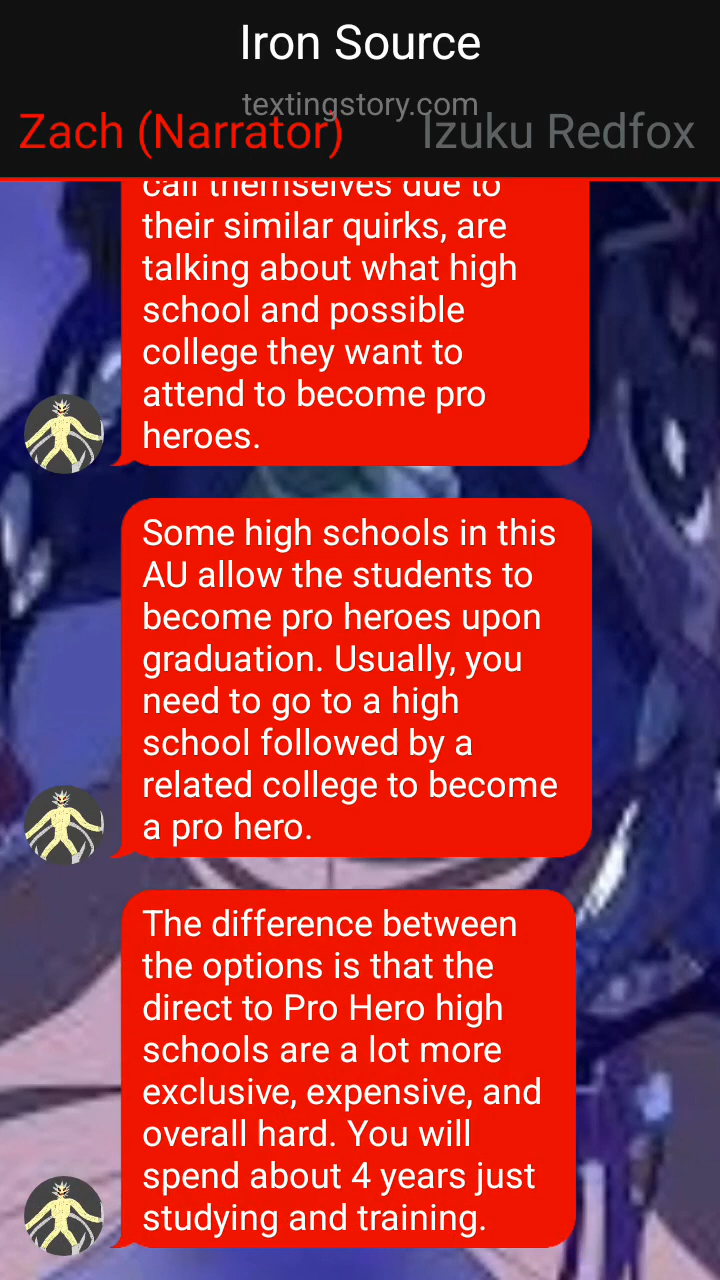 Iron Source
textingstory.com
Zach (Narrator) Izuku Redfox
call themselves due to
their similar quirks, are
talking about what high
school and possible
college they want to
attend to become pro
heroes.
Some high schools in this
AU allow the students to
become pro heroes upon
graduation. Usually, you
need to go to a high
school followed by a
related college to become
a pro hero.
The difference between
the options is that the
direct to Pro Hero high
schools are a lot more
exclusive, expensive, and
overall hard. You will
spend about 4 years just
studying and training.